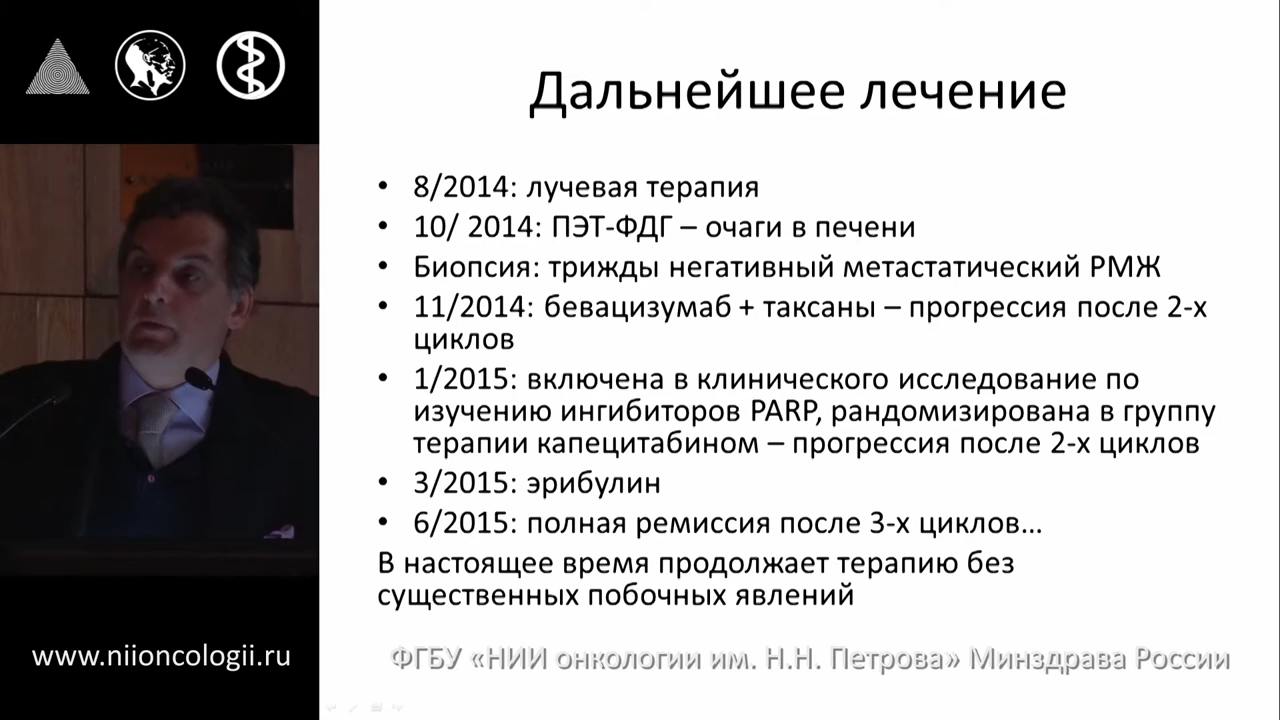 Дальнейшее лечение
• 8/2014: лучевая терапия
• 10/ 2014: ПЭТ-ФДГ – очаги в печени
• Биопсия: трижды негативный метастатический РМЖ
• 11/2014: бевацизумаб + таксаны – прогрессия после 2-х
циклов
• 1/2015: включена в клинического исследование по
изучению ингибиторов PARP, рандомизирована в группу
терапии капецитабином – прогрессия после 2-х циклов
• 3/2015: эрибулин
• 6/2015: полная ремиссия после 3-х циклов…
В настоящее время продолжает терапию без
существенных побочных явлений
www.niioncologii.ru
ФГБУ «НИИ онкологии им. Н.Н. Петрова» Минздрава России